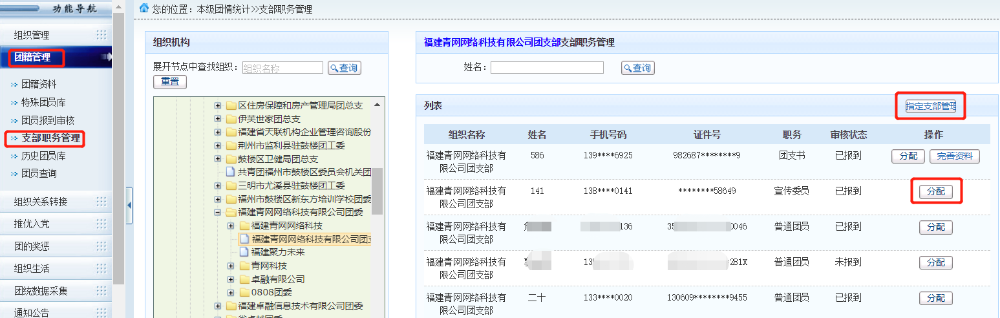 功能导航
组织管理
团籍管理
团籍资料
特殊团员库
团员报到审核
支部职务管理
历史团员库
团员查询
组织关系转接
推优入党
团的奖惩
组织生活
团统数据采集
通知公告
您的位置：本级团情统计>>支部职务管理
组织机构
展开节点中查找组织：组织名称 查询
重置
区住房保障和房产管理局团总支
伊芙世家团总支
福建省天联机构企业管理咨询股份
荆州市监利县驻鼓楼团工委
鼓楼区卫健局团总支
共青团福州市鼓楼区委员会机关团
三明市尤溪县驻鼓楼团工委
福州市鼓楼区新东方培训学校团委
福建青网网络科技有限公司团委
福建青网网络科技
福建青网网络科技有限公司团支
福建聚力未来
青网科技
卓融有限公司
0808团委
福建卓融信息技术有限公司团委
福建青网网络科技有限公司团支部支部职务管理
姓名： 查询
列表 指定支部管理
组织名称 姓名 手机号码 证件号 职务 审核状态 操作
福建青网网络科技有限公司团支部 586 139****6925 982687********9 团支书 已报到 分配 完善资料
福建青网网络科技有限公司团支部 141 138****0141 ********58649 宣传委员 已报到 分配
福建青网网络科技有限公司团支部 136 35 0046 普通团员 已报到 分配
福建青网网络科技有限公司团支部 13 281X 普通团员 未报到 分配
福建青网网络科技有限公司团支部 二十 133****0020 130609********9455 普通团员 已报到 分配